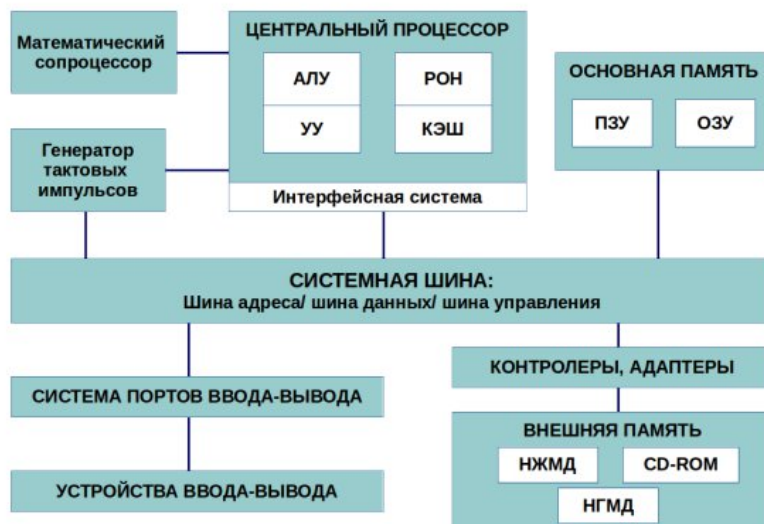 Математический
сопроцессор
ЦЕНТРАЛЬНЫЙ ПРОЦЕССОР
АЛУ
РОН
УУ
КЭШ
Интерфейсная система
ОСНОВНАЯ ПАМЯТЬ
ПЗУ
ОЗУ
Генератор
тактовых
импульсов
СИСТЕМНАЯ ШИНА:
Шина адреса/ шина данных/ шина управления
СИСТЕМА ПОРТОВ ВВОДА-ВЫВОДА
УСТРОЙСТВА ВВОДА-ВЫВОДА
КОНТРОЛЕРЫ, АДАПТЕРЫ
ВНЕШНЯЯ ПАМЯТЬ
НЖМД
CD-ROM
НГМД